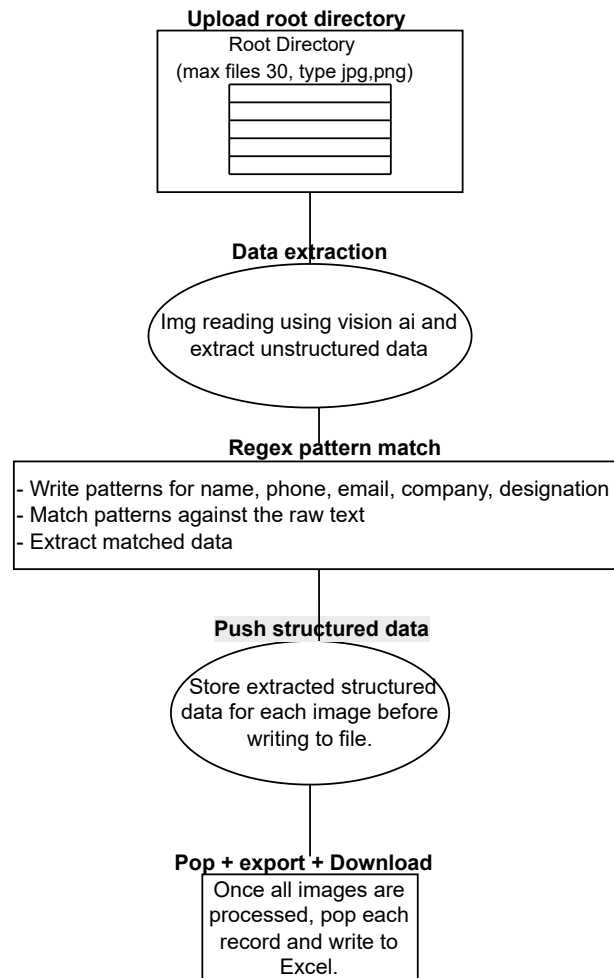 Upload root directory
Root Directory
(max files 30, type jpg,png)
Data extraction
Img reading using vision ai and
extract unstructured data
Regex pattern match
- Write patterns for name, phone, email, company, designation
- Match patterns against the raw text
- Extract matched data
Push structured data
Store extracted structured
data for each image before
writing to file.
Pop + export + Download
Once all images are
processed, pop each
record and write to
Excel.